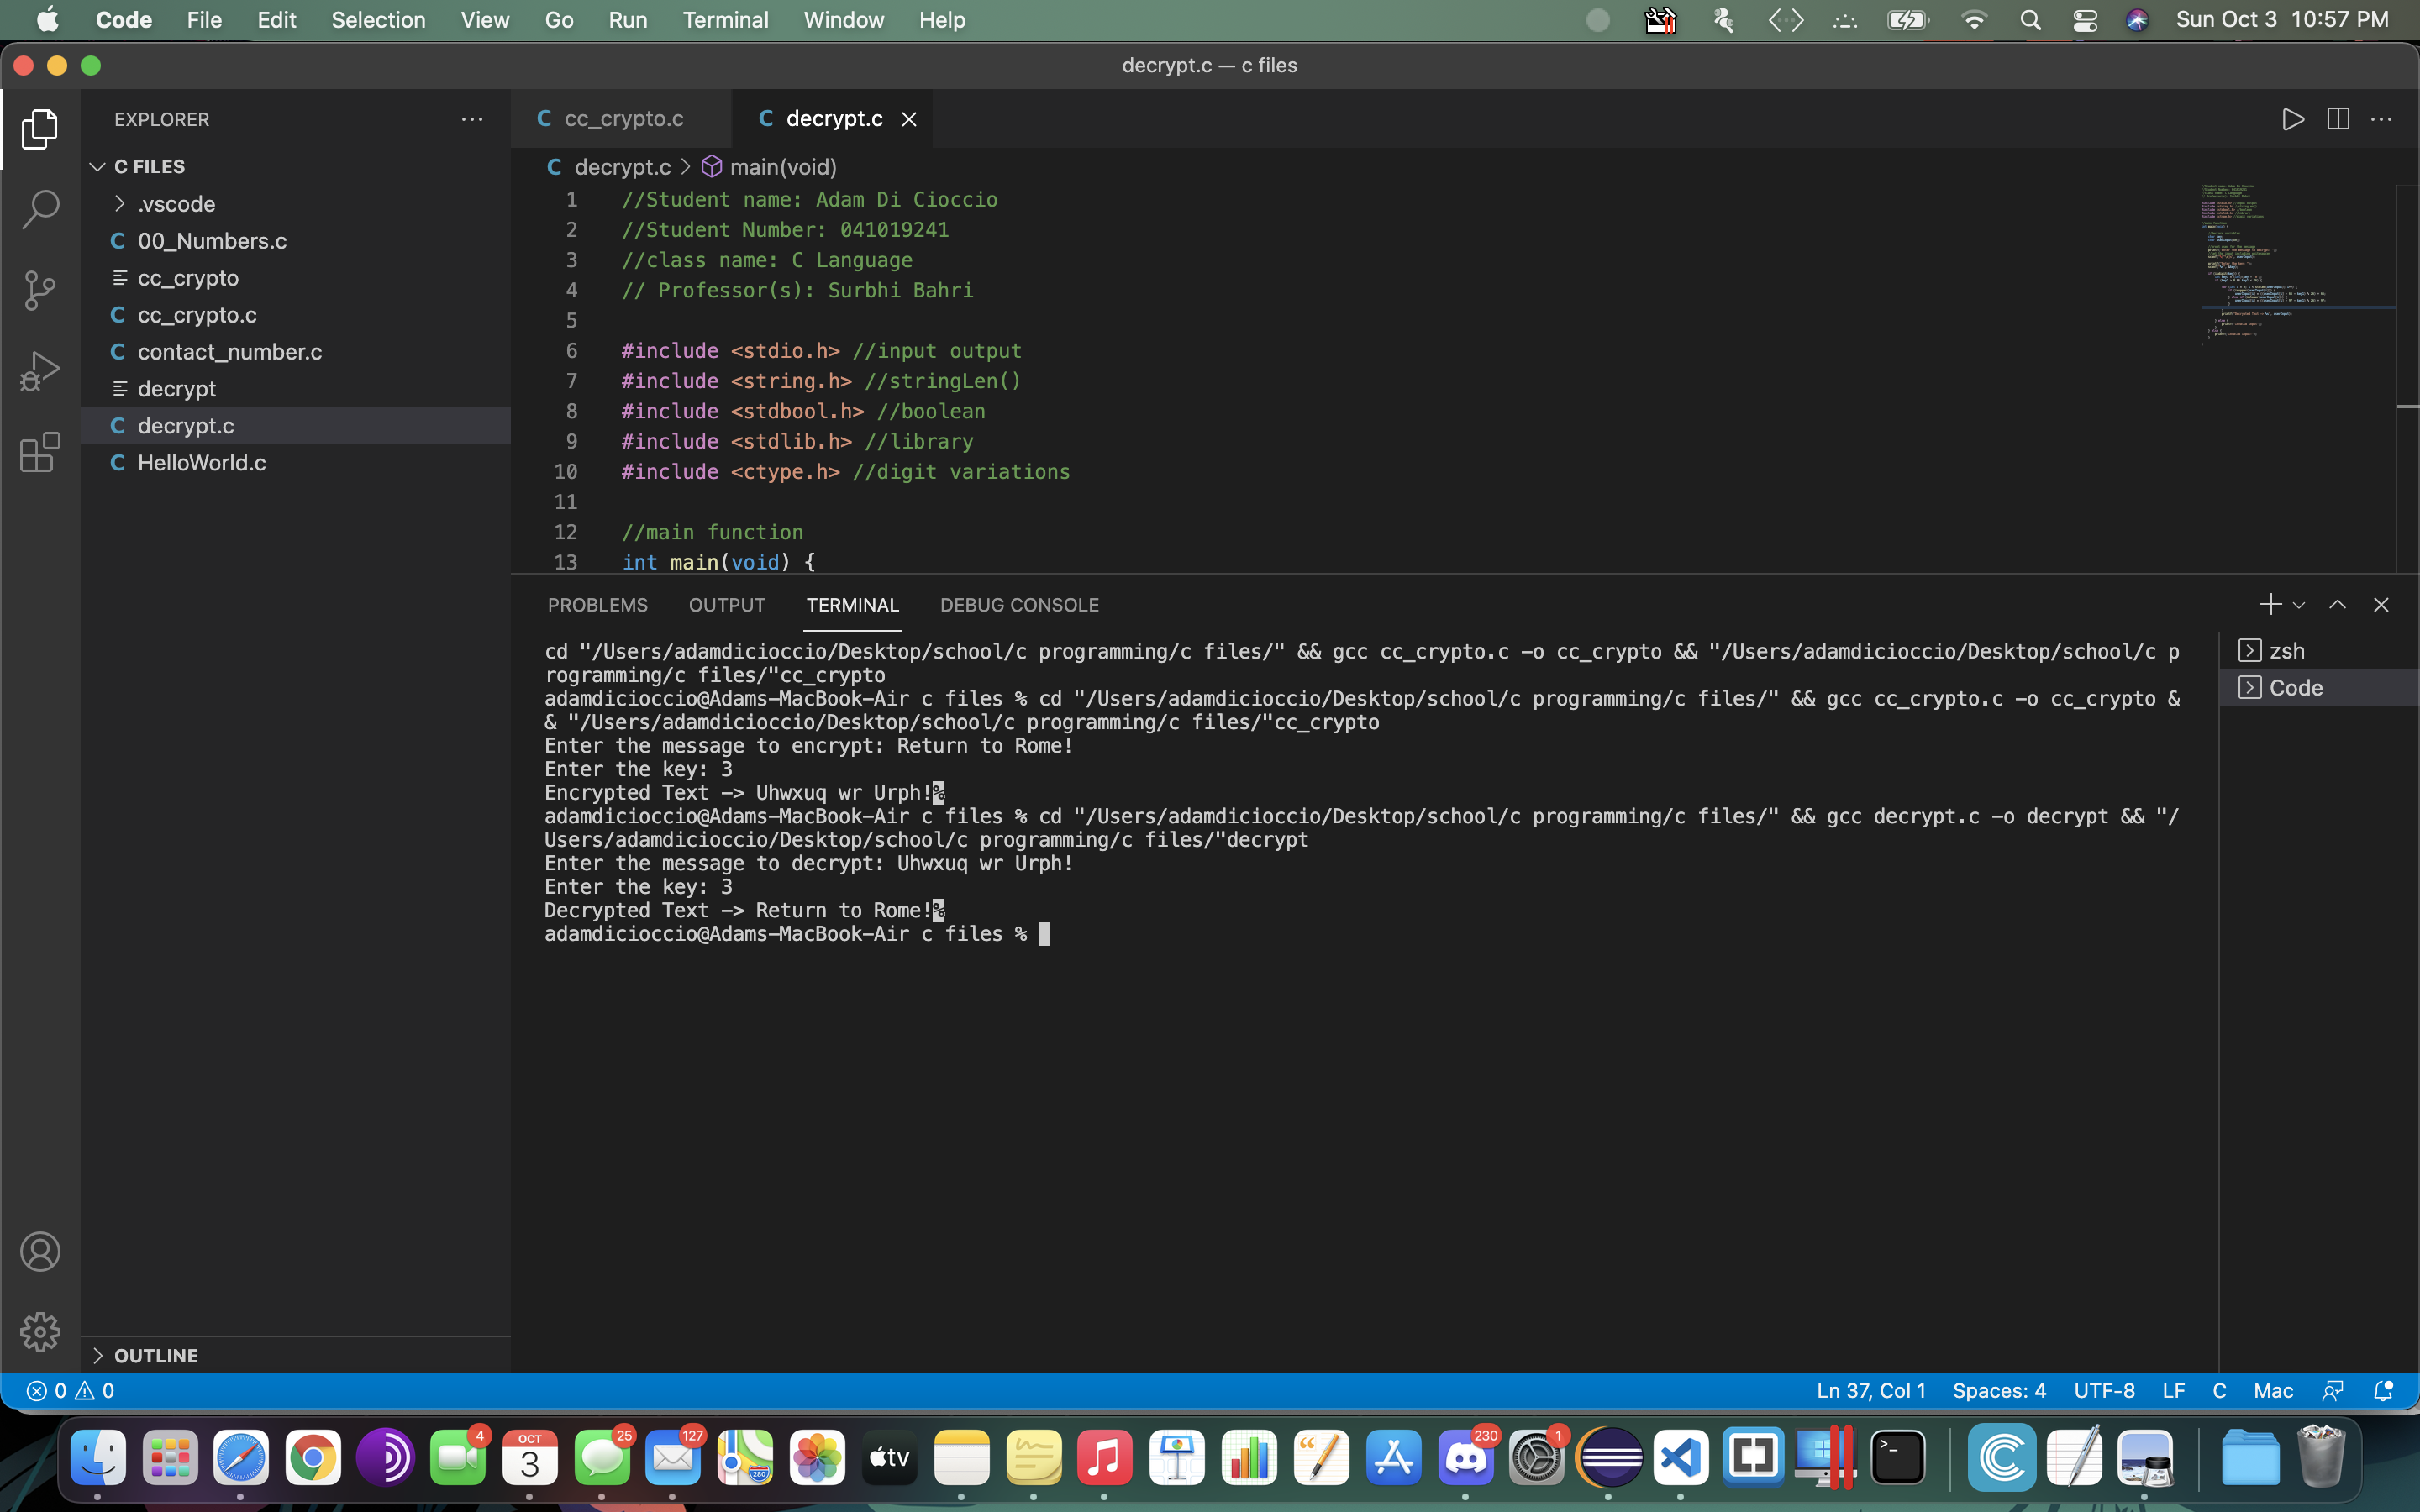 Code File Edit Selection View Go Run Terminal Window Help Sun Oct 3 10:57 PM
decrypt.c — c files
EXPLORER
C FILES
.vscode
00_Numbers.c
cc_crypto
cc_crypto.c
contact_number.c
decrypt
decrypt.c
HelloWorld.c
OUTLINE
cc_crypto.c decrypt.c
decrypt.c > main(void)
1 //Student name: Adam Di Cioccio
2 //Student Number: 041019241
3 //class name: C Language
4 // Professor(s): Surbhi Bahri
5
6 #include <stdio.h> //input output
7 #include <string.h> //stringLen()
8 #include <stdbool.h> //boolean
9 #include <stdlib.h> //library
10 #include <ctype.h> //digit variations
11
12 //main function
13 int main(void) {
PROBLEMS OUTPUT TERMINAL DEBUG CONSOLE
cd "/Users/adamdicioccio/Desktop/school/c programming/c files/" && gcc cc_crypto.c -o cc_crypto && "/Users/adamdicioccio/Desktop/school/c p
rogramming/c files/"cc_crypto
adamdicioccio@Adams-MacBook-Air c files % cd "/Users/adamdicioccio/Desktop/school/c programming/c files/" && gcc cc_crypto.c -o cc_crypto &
& "/Users/adamdicioccio/Desktop/school/c programming/c files/"cc_crypto
Enter the message to encrypt: Return to Rome!
Enter the key: 3
Encrypted Text -> Uhwxuq wr Urph!%
adamdicioccio@Adams-MacBook-Air c files % cd "/Users/adamdicioccio/Desktop/school/c programming/c files/" && gcc decrypt.c -o decrypt && "/
Users/adamdicioccio/Desktop/school/c programming/c files/"decrypt
Enter the message to decrypt: Uhwxuq wr Urph!
Enter the key: 3
Decrypted Text -> Return to Rome!%
adamdicioccio@Adams-MacBook-Air c files %
zsh
Code
0 0 Ln 37, Col 1 Spaces: 4 UTF-8 LF C Mac
4 OCT 3 25 127 280 tv 230 1